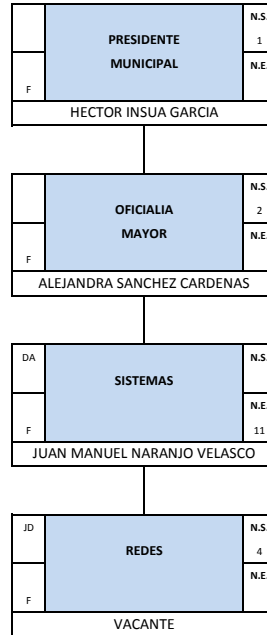 N.S.
PRESIDENTE
1
MUNICIPAL
N.E.
F
HECTOR INSUA GARCIA
N.S.
OFICIALIA
2
MAYOR
N.E.
F
ALEJANDRA SANCHEZ CARDENAS
DA
N.S.
SISTEMAS
N.E.
F
11
JUAN MANUEL NARANJO VELASCO
JD
N.S.
REDES
4
N.E.
F
VACANTE